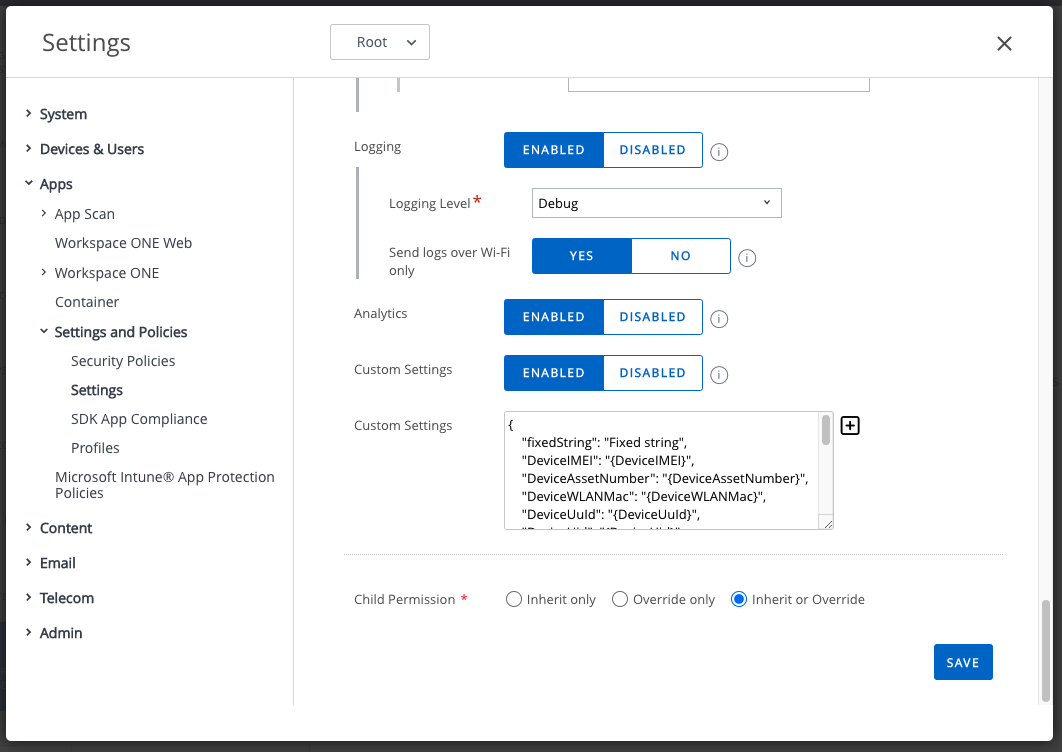 Settings
Root
System
Devices & Users
Apps
App Scan
Workspace ONE Web
Workspace ONE
Container
Settings and Policies
Security Policies
Settings
SDK App Compliance
Profiles
Microsoft Intune® App Protection
Policies
Content
Email
Telecom
Admin
Logging
ENABLED DISABLED
Logging Level*
Debug
Send logs over Wi-Fi
only
YES NO
Analytics
ENABLED DISABLED
Custom Settings
ENABLED DISABLED
Custom Settings
{
"fixedString": "Fixed string",
"DeviceIMEI": "{DeviceIMEI}",
"DeviceAssetNumber": "{DeviceAssetNumber}",
"DeviceWLANMac": "{DeviceWLANMac}",
"DeviceUuId": "{DeviceUuId}",
Child Permission *
Inherit only Override only Inherit or Override
SAVE